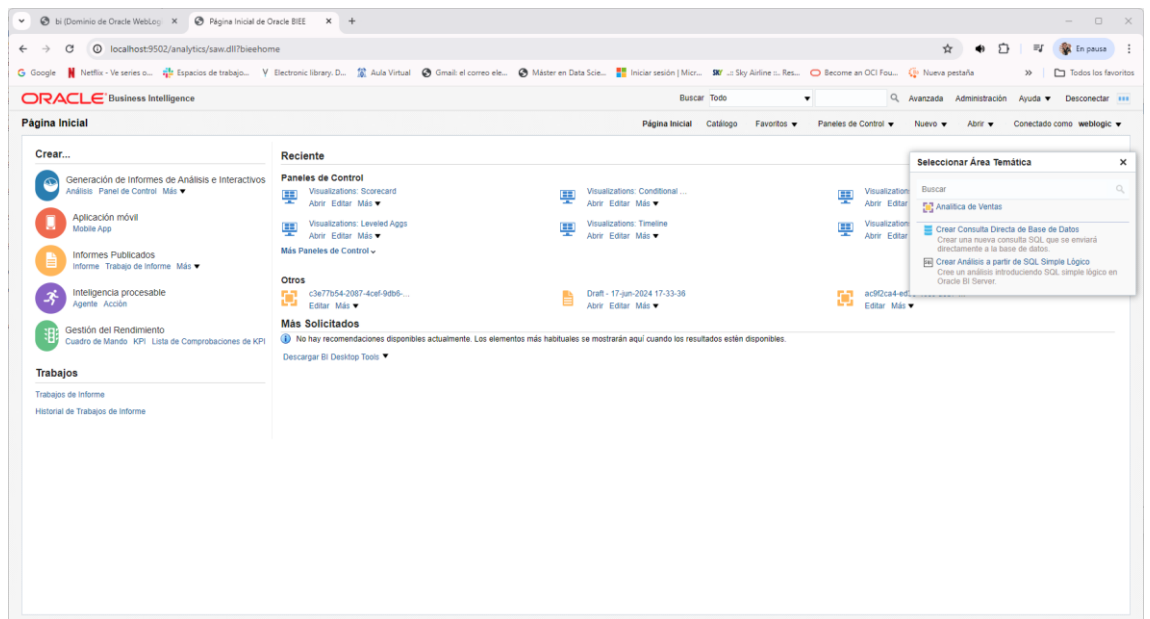 bi (Dominio de Oracle WebLog
Página Inicial de Oracle BIEE
localhost:9502/analytics/saw.dll?bieehome
En pausa
Google
Netflix - Ve series o...
Espacios de trabajo...
Electronic library. D...
Aula Virtual
Gmail: el correo ele...
Máster en Data Scie...
Iniciar sesión | Micr...
SKY ..:: Sky Airline ::.. Res...
Become an OCI Fou...
Nueva pestaña
Todos los favoritos
ORACLE Business Intelligence
Buscar Todo
Avanzada Administración Ayuda Desconectar
Página Inicial
Página Inicial Catálogo Favoritos Paneles de Control Nuevo Abrir Conectado como weblogic
Crear...
Generación de Informes de Análisis e Interactivos
Análisis Panel de Control Más
Aplicación móvil
Mobile App
Informes Publicados
Informe Trabajo de Informe Más
Inteligencia procesable
Agente Acción
Gestión del Rendimiento
Cuadro de Mando KPI Lista de Comprobaciones de KPI
Trabajos
Trabajos de Informe
Historial de Trabajos de Informe
Reciente
Paneles de Control
Visualizations: Scorecard
Abrir Editar Más
Visualizations: Conditional ...
Abrir Editar Más
Visualization
Abrir Editar
Visualizations: Leveled Aggs
Abrir Editar Más
Visualizations: Timeline
Abrir Editar Más
Visualization
Abrir Editar
Más Paneles de Control
Otros
c3e77b54-2087-4cef-9db6-...
Editar Más
Draft - 17-jun-2024 17-33-36
Abrir Editar Más
Editar Más
Más Solicitados
No hay recomendaciones disponibles actualmente. Los elementos más habituales se mostrarán aquí cuando los resultados estén disponibles.
Descargar BI Desktop Tools
Seleccionar Área Temática
Buscar
Analítica de Ventas
Crear Consulta Directa de Base de Datos
Crear una nueva consulta SQL que se enviará
directamente a la base de datos.
Crear Análisis a partir de SQL Simple Lógico
Cree un análisis introduciendo SQL simple lógico en
Oracle BI Server.